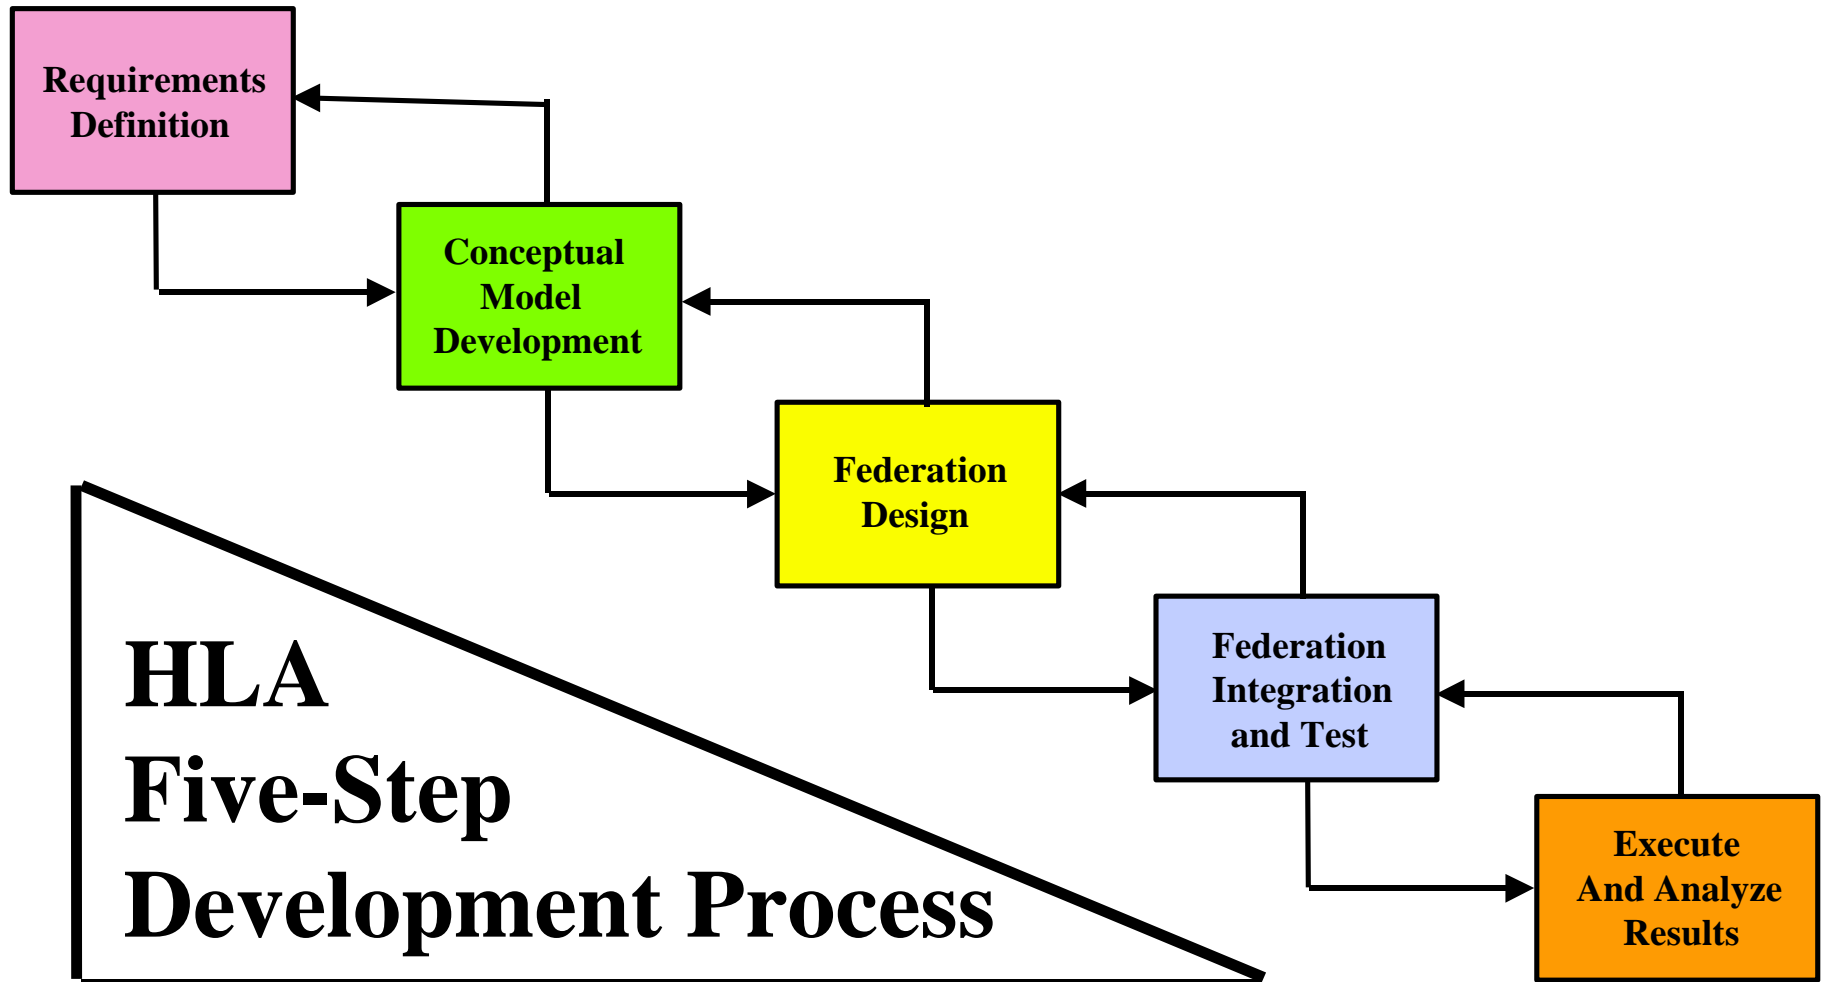 Requirements
Definition
Conceptual
Model
Development
Federation
Design
Federation
Integration
and Test
Execute
And Analyze
Results
HLA
Five-Step
Development Process